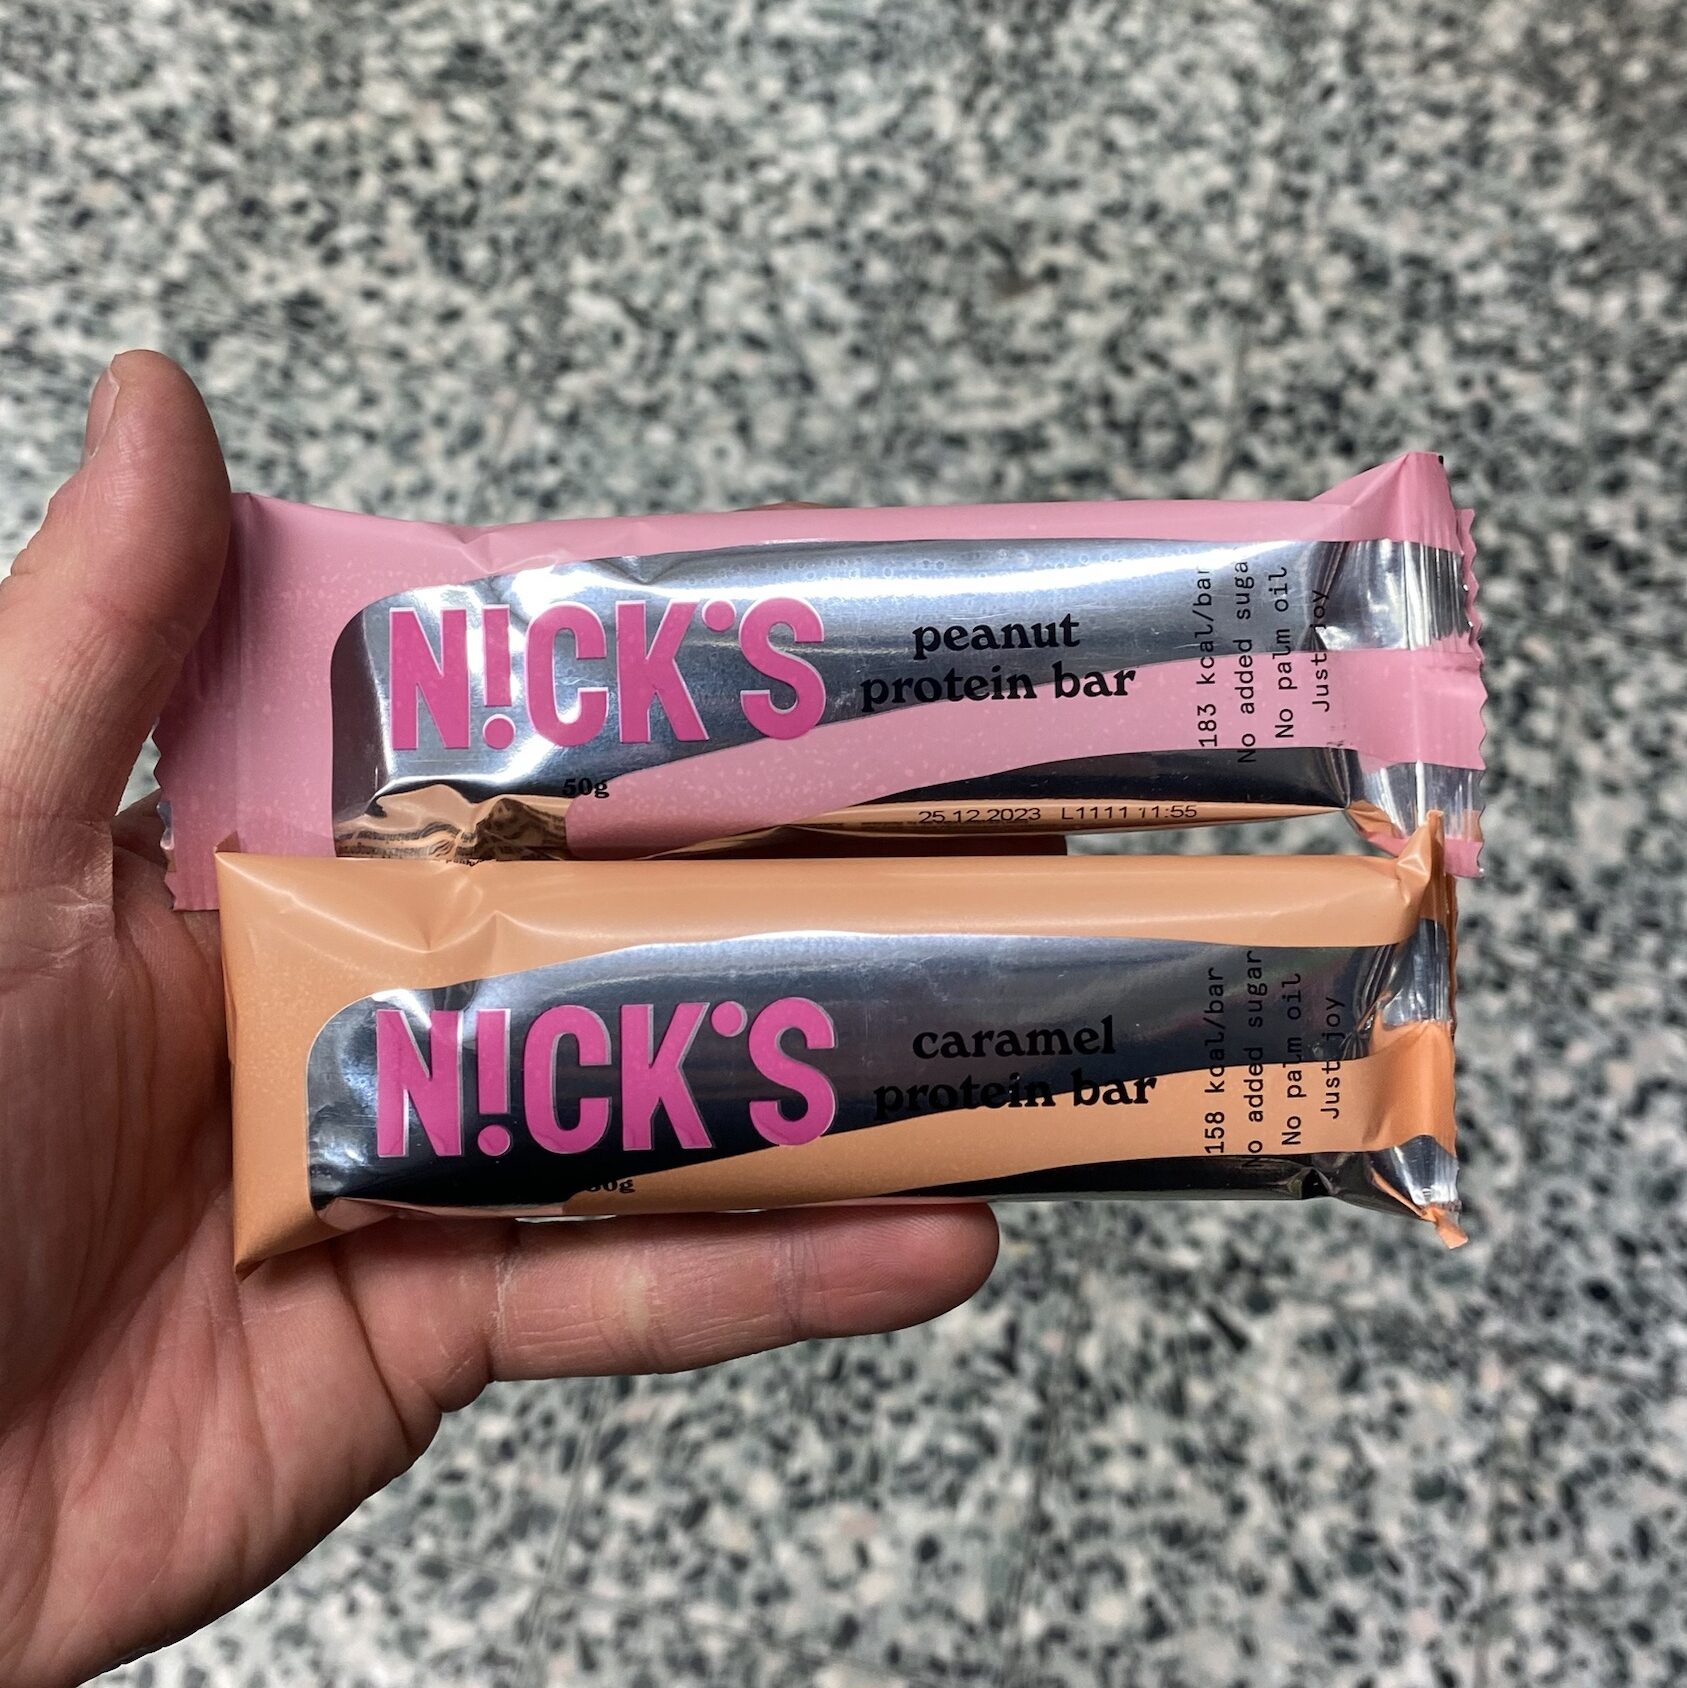 N!CK'S
peanut
protein bar
183 kcal/bar
No added sugar
No palm oil
Just joy
50g
25.12.2023 L1111 11:55
N!CK'S
caramel
protein bar
158 kcal/bar
No added sugar
No palm oil
Just joy